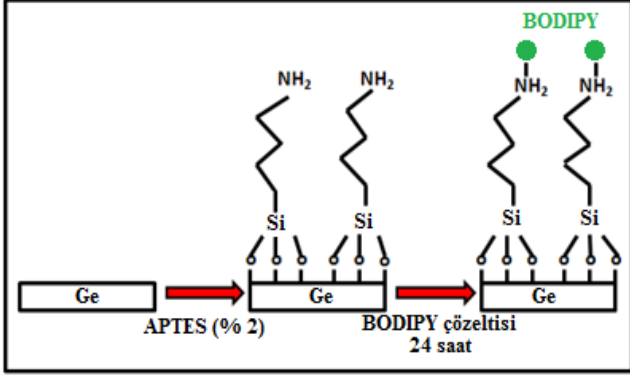 BODIPY
NH2 NH2 NH2 NH2
Si Si Si Si
o o o o o o o o o o o o
Ge Ge Ge
APTES (% 2) BODIPY çözeltisi
24 saat